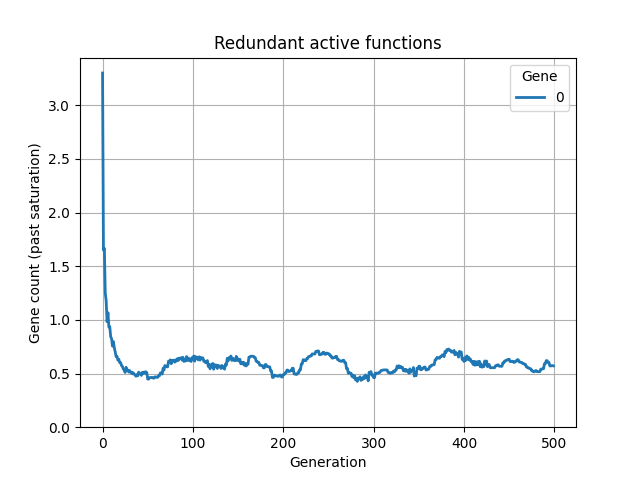 Redundant active functions
Gene
0
Gene count (past saturation)
3.0
2.5
2.0
1.5
1.0
0.5
0.0
0 100 200 300 400 500
Generation